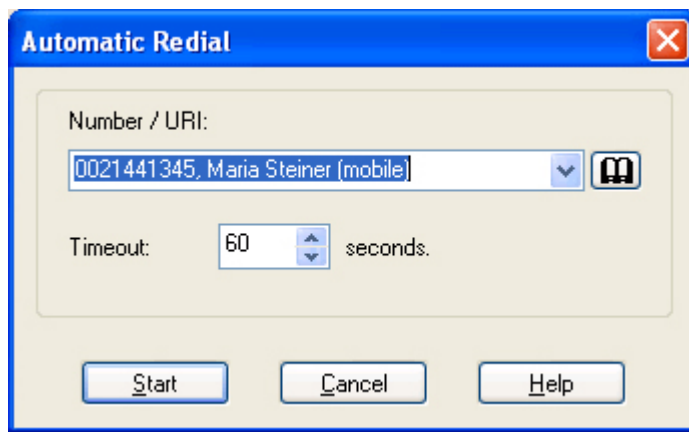 Automatic Redial
Number / URI:
0021441345, Maria Steiner (mobile)
Timeout: 60 seconds.
Start Cancel Help